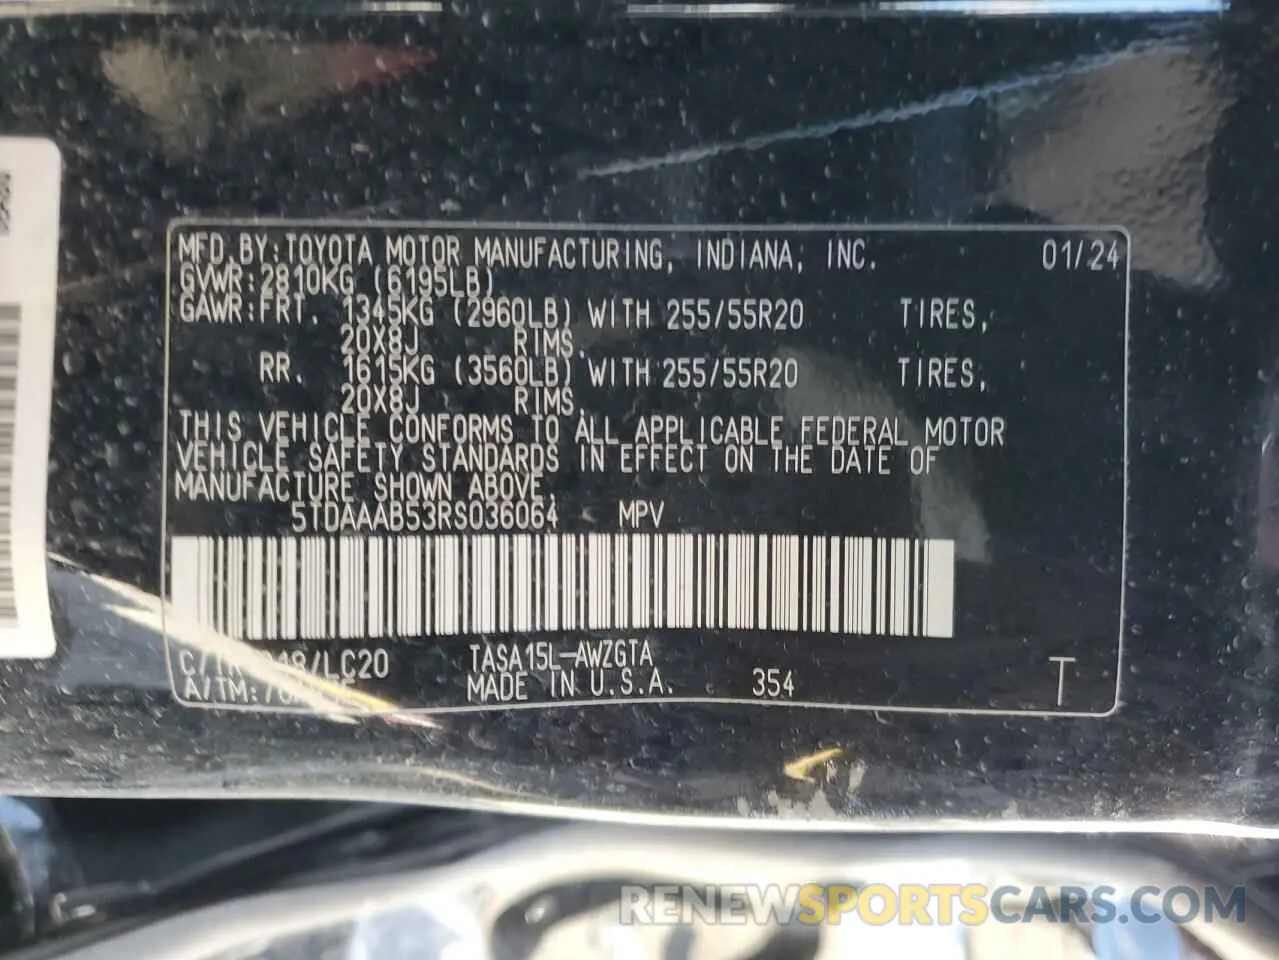 MFD.BY:TOYOTA MOTOR MANUFACTURING, INDIANA, INC. 01/24
GVWR:2810KG (6195LB)
GAWR:FRT. 1345KG (2960LB) WITH 255/55R20 TIRES,
20X8J RIMS.
RR. 1615KG (3560LB) WITH 255/55R20 TIRES,
20X8J RIMS.
THIS VEHICLE CONFORMS TO ALL APPLICABLE FEDERAL MOTOR
VEHICLE SAFETY STANDARDS IN EFFECT ON THE DATE OF
MANUFACTURE SHOWN ABOVE.
5TDAAAB53RS036064 MPV
/LC20 TASA15L-AWZGTA
A/TM: MADE IN U.S.A. 354 T
RENEWSPORTSCARS.COM